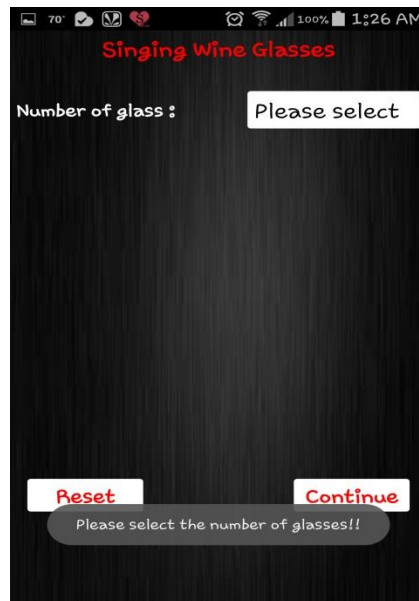 70° 100% 1:26 AM
Singing Wine Glasses
Number of glass : Please select
Reset Continue
Please select the number of glasses!!